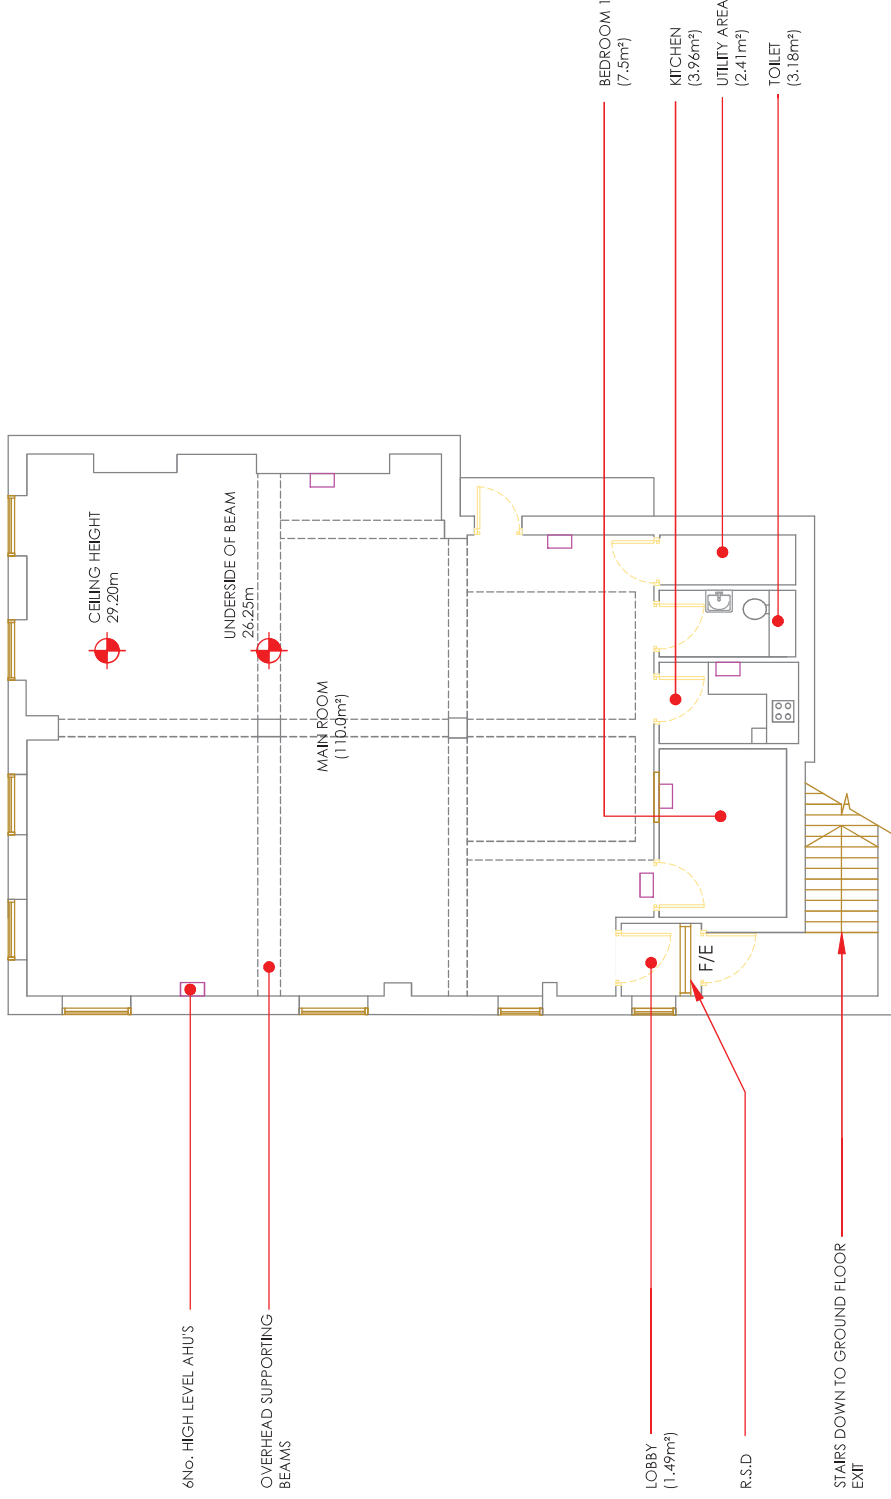 BEDROOM 1
(7.5m²)
KITCHEN
(3.96m²)
UTILITY AREA
(2.41m²)
TOILET
(3.18m²)
CEILING HEIGHT
29.20m
UNDERSIDE OF BEAM
26.25m
MAIN ROOM
(110.0m²)
F/E
6No. HIGH LEVEL AHU'S
OVERHEAD SUPPORTING
BEAMS
LOBBY
(1.49m²)
R.S.D
STAIRS DOWN TO GROUND FLOOR
EXIT